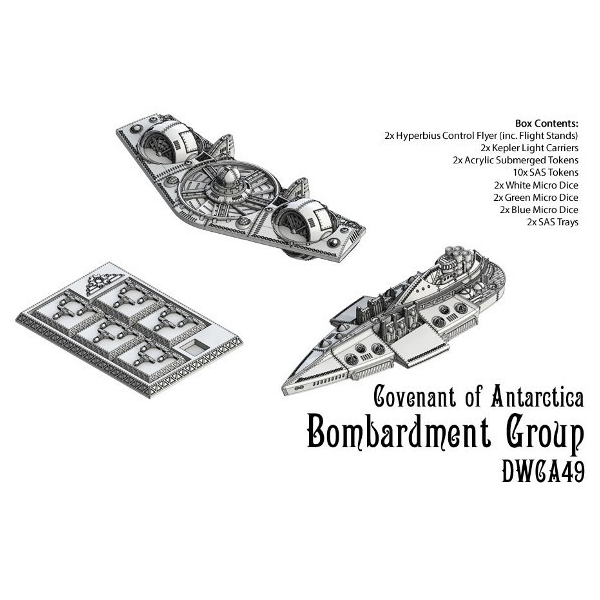 Box Contents:
2x Hyperbius Control Flyer (inc. Flight Stands)
2x Kepler Light Carriers
2x Acrylic Submerged Tokens
10x SAS Tokens
2x White Micro Dice
2x Green Micro Dice
2x Blue Micro Dice
2x SAS Trays
Covenant of Antarctica
Bombardment Group
DWCA49